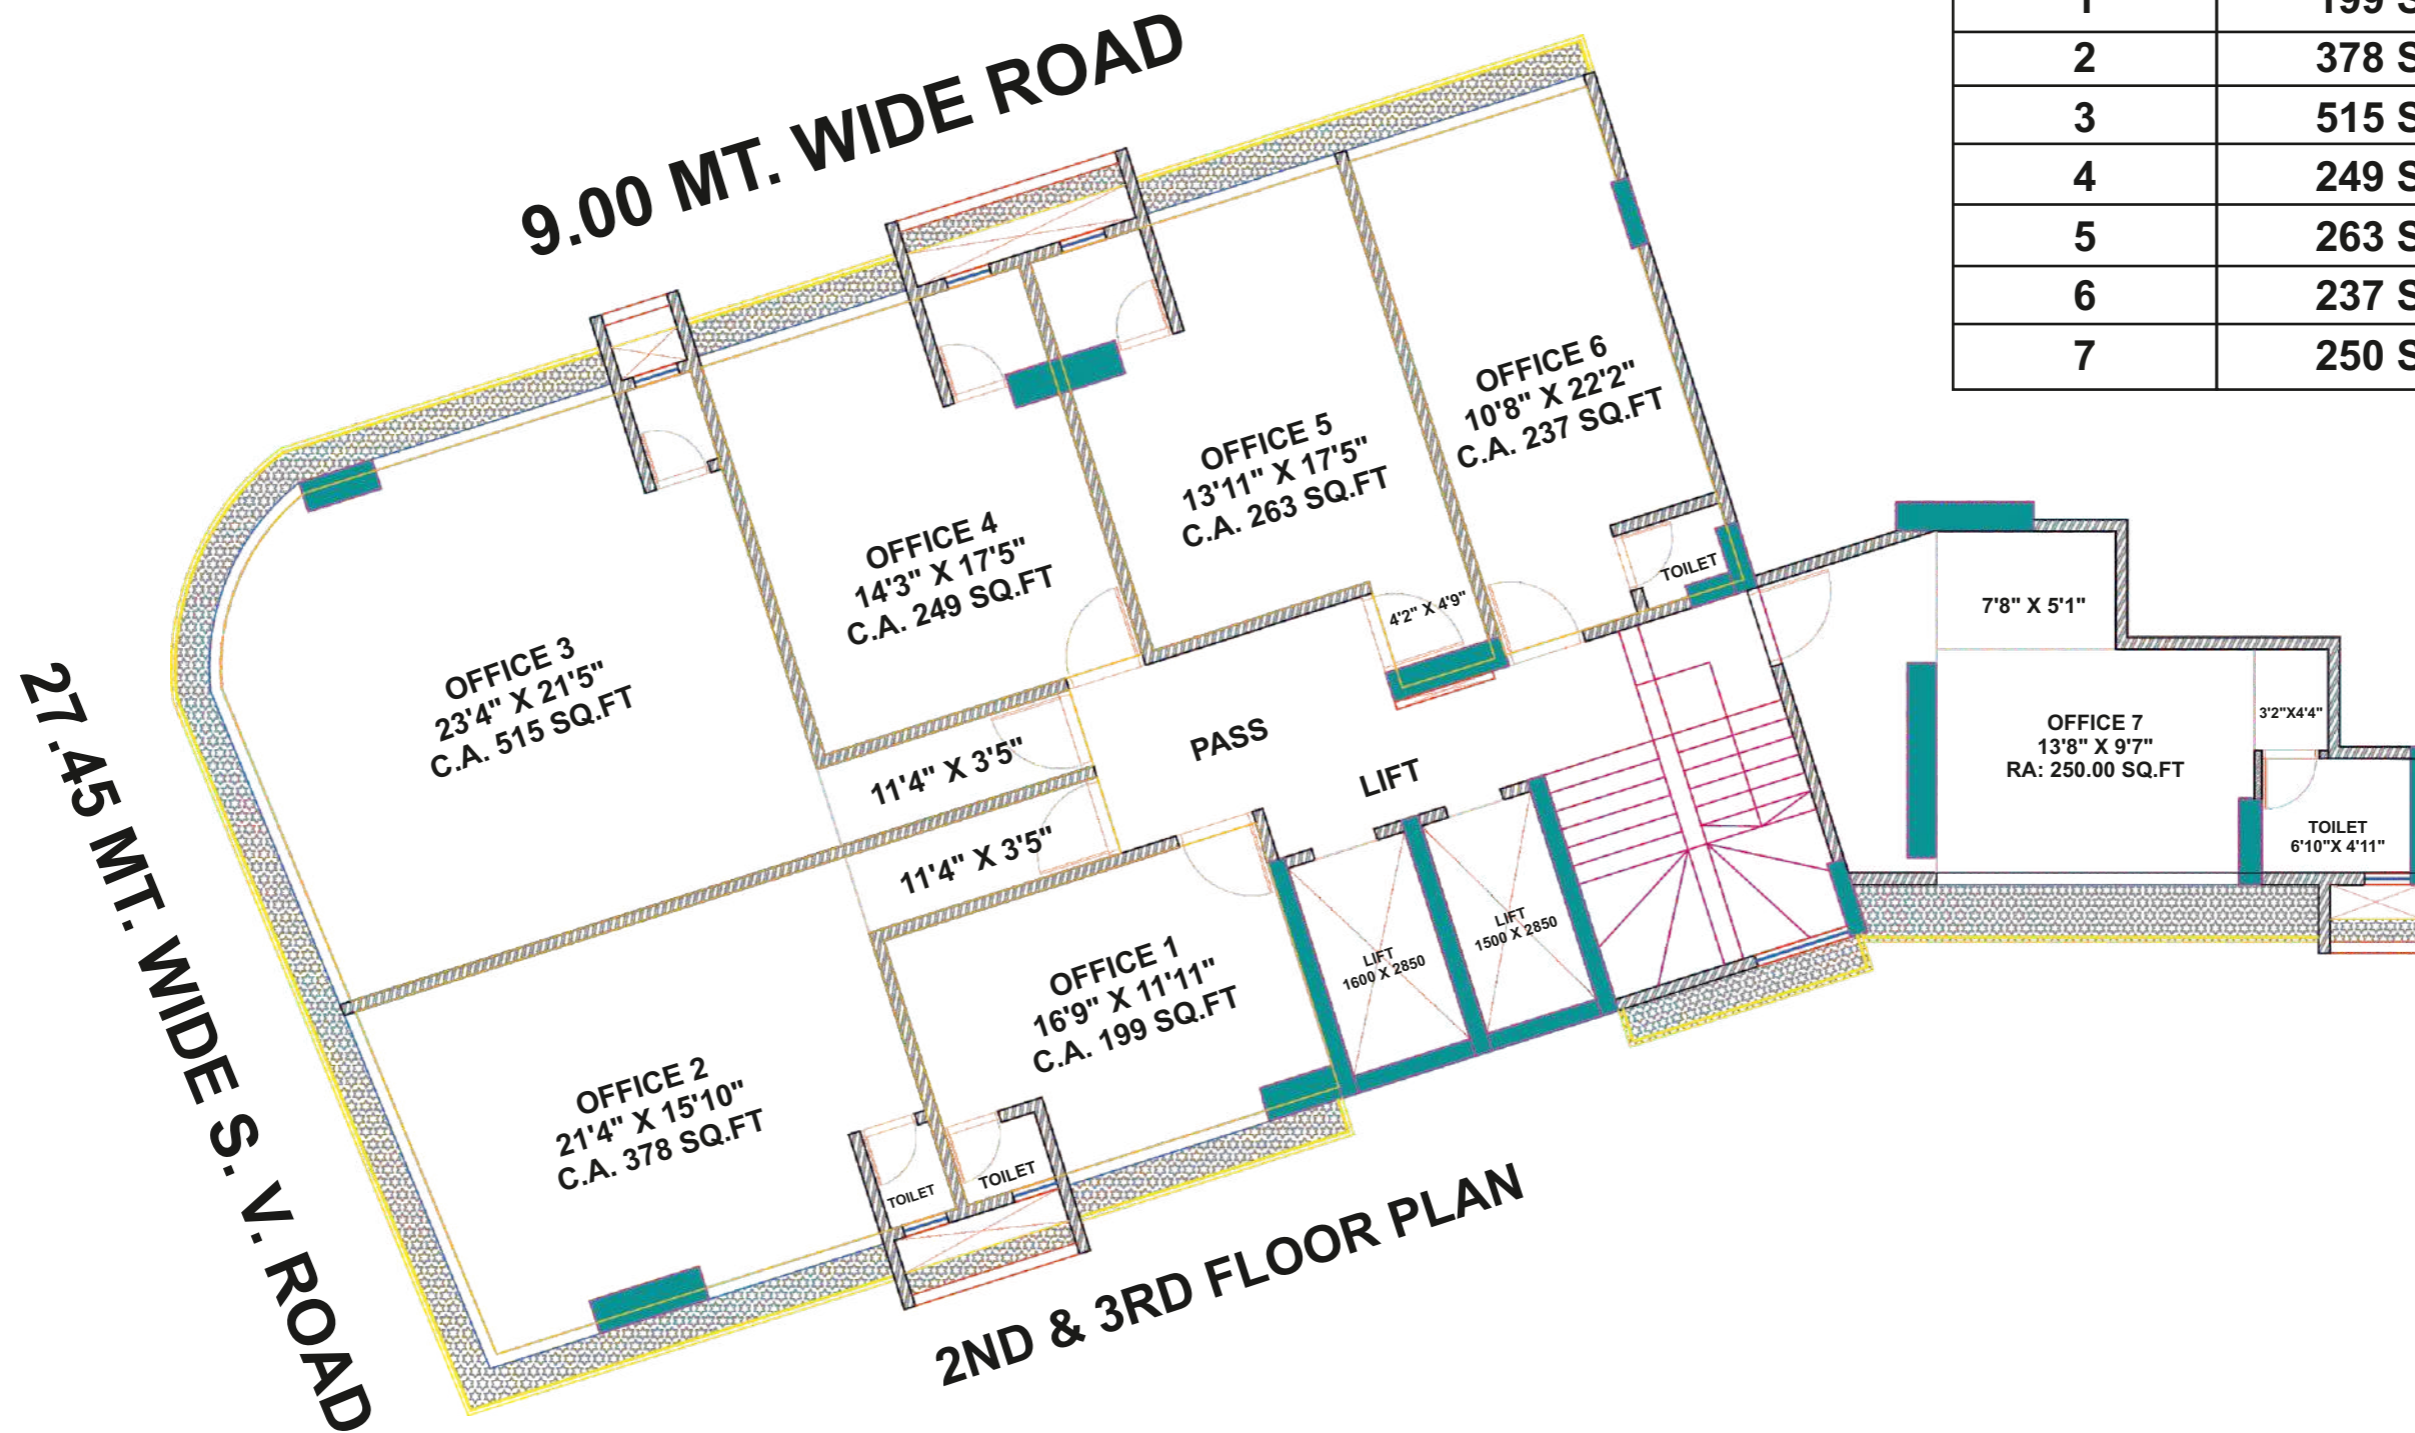 9.00 MT. WIDE ROAD
27.45 MT. WIDE S. V. ROAD
2 378
3 515
4 249
5 263
6 237
7 250
OFFICE 6
10'8" X 22'2"
C.A. 237 SQ.FT
TOILET
OFFICE 5
13'11" X 17'5"
C.A. 263 SQ.FT
4'2" X 4'9"
OFFICE 4
14'3" X 17'5"
C.A. 249 SQ.FT
OFFICE 3
23'4" X 21'5"
C.A. 515 SQ.FT
11'4" X 3'5"
11'4" X 3'5"
PASS
LIFT
7'8" X 5'1"
OFFICE 7
13'8" X 9'7"
RA: 250.00 SQ.FT
3'2"X4'4"
TOILET
6'10"X 4'11"
LIFT
1500 X 2850
LIFT
1600 X 2850
OFFICE 1
16'9" X 11'11"
C.A. 199 SQ.FT
OFFICE 2
21'4" X 15'10"
C.A. 378 SQ.FT
TOILET
TOILET
2ND & 3RD FLOOR PLAN